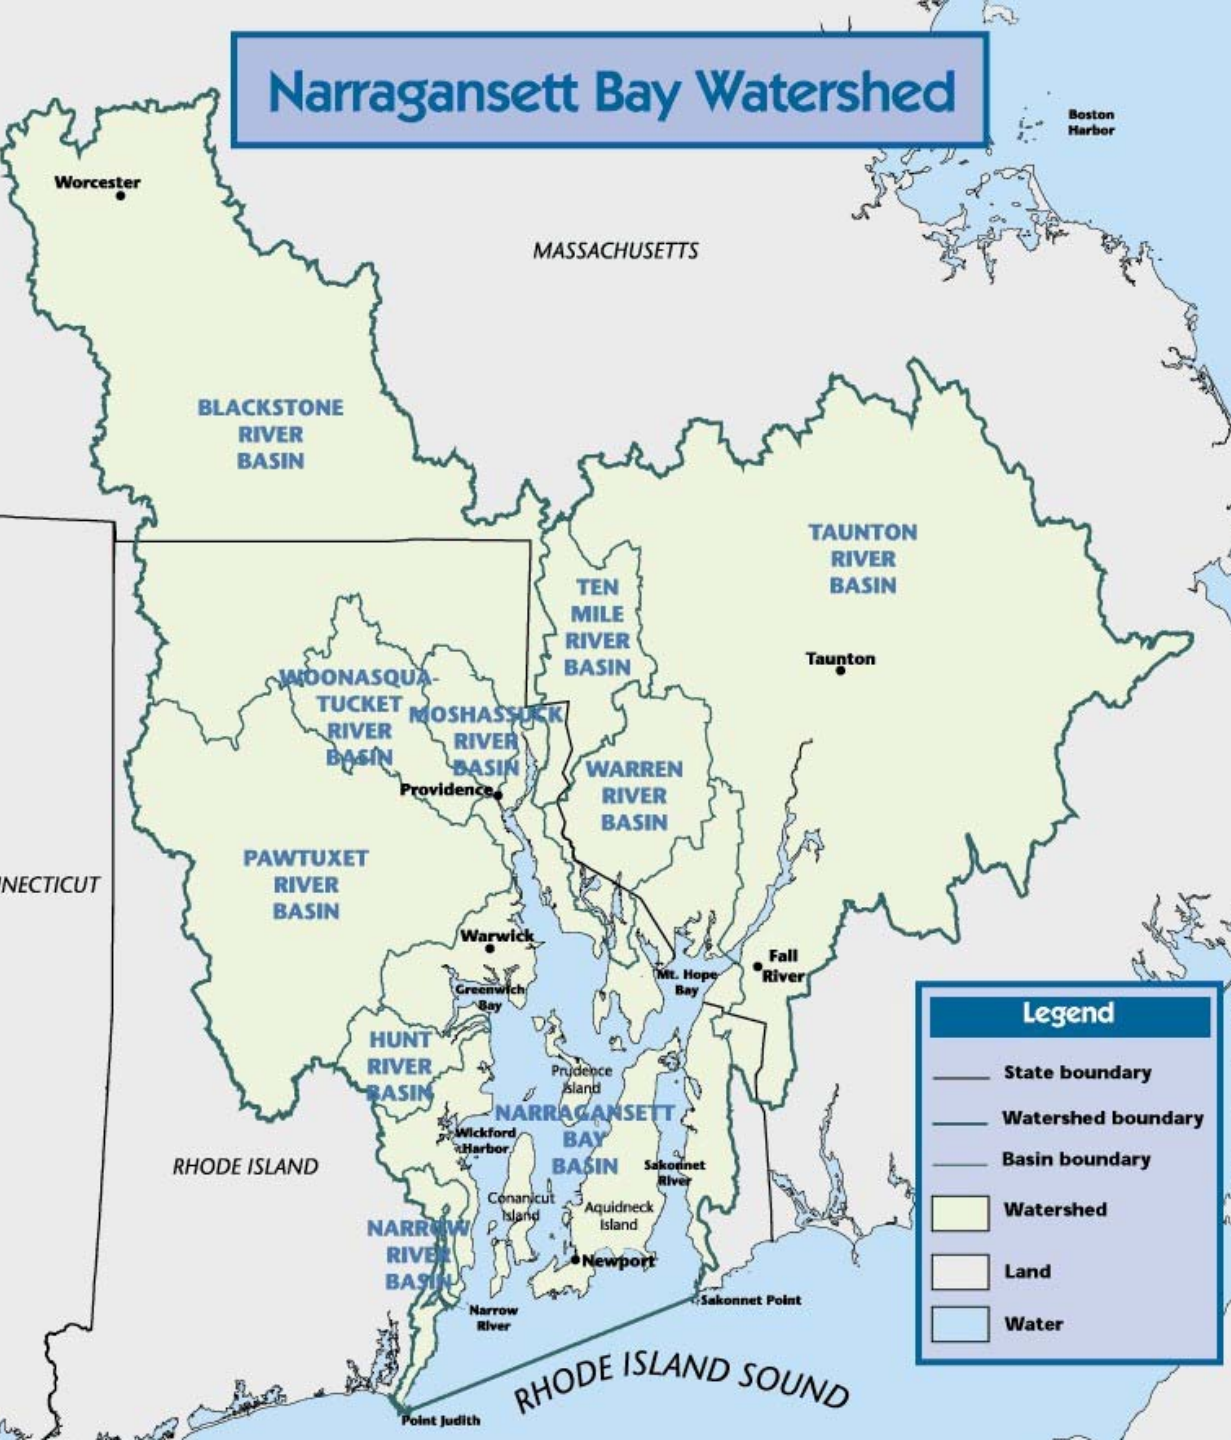 Narragansett Bay Watershed
Boston
Harbor
Worcester
MASSACHUSETTS
BLACKSTONE
RIVER
BASIN
TAUNTON
RIVER
BASIN
TEN
MILE
RIVER
BASIN
Taunton
WOONASQUA-
TUCKET
RIVER
BASIN
MOSHASSUCK
RIVER
BASIN
WARREN
RIVER
BASIN
Providence
PAWTUXET
RIVER
BASIN
NNECTICUT
Warwick
Fall
River
Mt. Hope
Bay
Greenwich
Bay
HUNT
RIVER
BASIN
Prudence
Island
NARRAGANSETT
BAY
BASIN
Wickford
Harbor
RHODE ISLAND
Sakonnet
River
Conanicut
Island
Aquidneck
Island
NARROW
RIVER
BASIN
Newport
Narrow
River
Sakonnet Point
RHODE ISLAND SOUND
Point Judith
Legend
State boundary
Watershed boundary
Basin boundary
Watershed
Land
Water